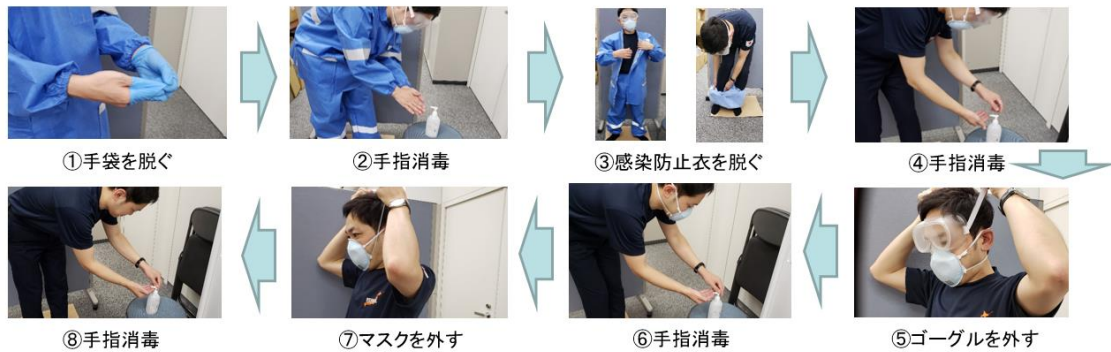 ①手袋を脱ぐ
②手指消毒
③感染防止衣を脱ぐ
④手指消毒
⑤ゴーグルを外す
⑥手指消毒
⑦マスクを外す
⑧手指消毒